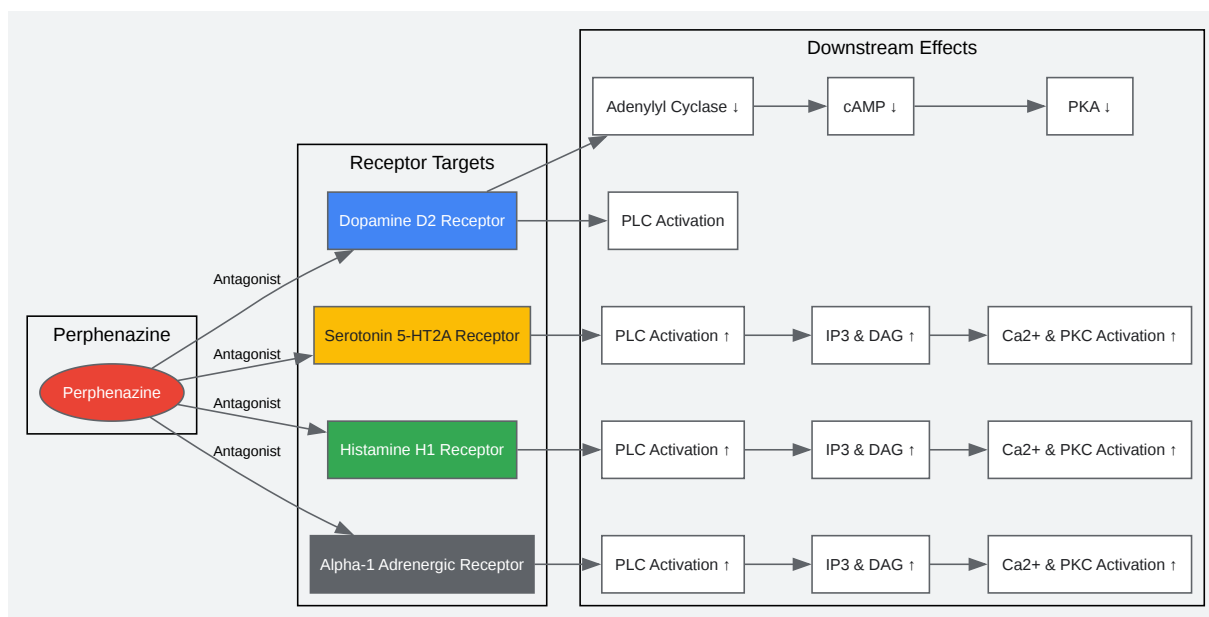 Downstream Effects
Adenylyl Cyclase ↓
cAMP ↓
PKA ↓
Receptor Targets
Dopamine D2 Receptor
PLC Activation
Antagonist
Perphenazine
Serotonin 5-HT2A Receptor
PLC Activation ↑
IP3 & DAG ↑
Ca2+ & PKC Activation ↑
Antagonist
Perphenazine
Antagonist
Histamine H1 Receptor
PLC Activation ↑
IP3 & DAG ↑
Ca2+ & PKC Activation ↑
Antagonist
Alpha-1 Adrenergic Receptor
PLC Activation ↑
IP3 & DAG ↑
Ca2+ & PKC Activation ↑